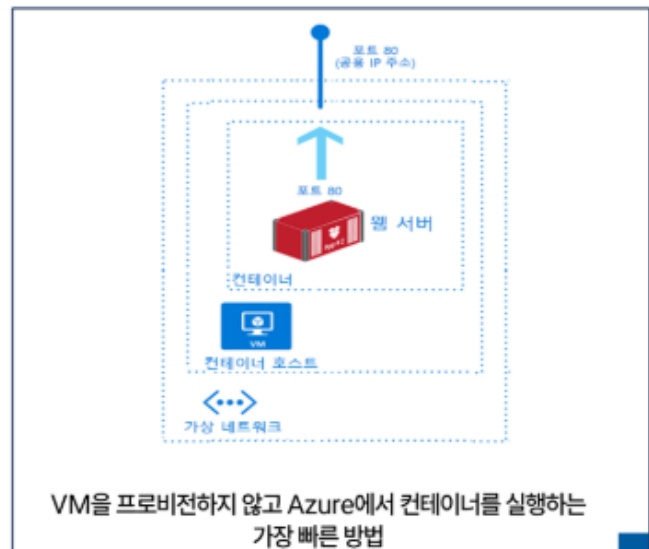 포트 80
(공용 IP 주소)
포트 80
웹 서버
컨테이너
VM
컨테이너 호스트
가상 네트워크
VM을 프로비전하지 않고 Azure에서 컨테이너를 실행하는
가장 빠른 방법